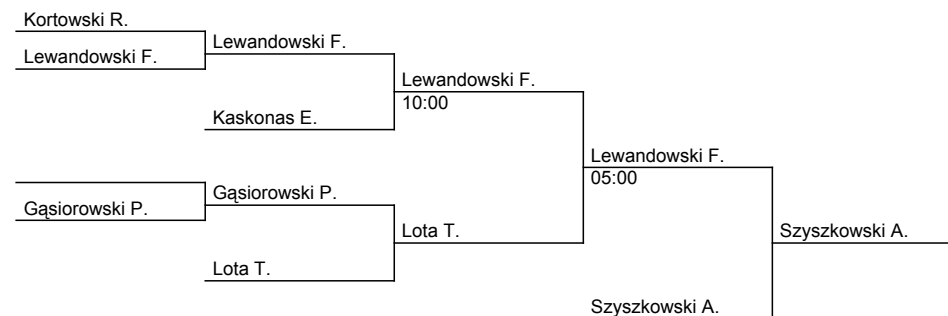 Kortowski R.
Lewandowski F.
Lewandowski F.
Lewandowski F.
10:00
Kaskonas E.
Lewandowski F.
05:00
Gąsiorowski P.
Gąsiorowski P.
Lota T.
Szyszkowski A.
Lota T.
Szyszkowski A.